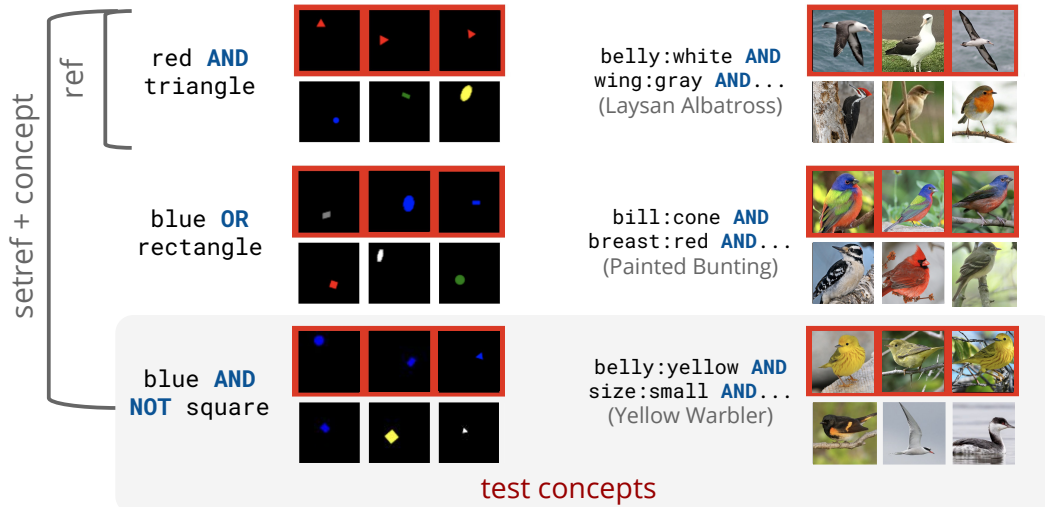 setref + concept
ref
red AND
triangle
belly:white AND
wing:gray AND...
(Laysan Albatross)
blue OR
rectangle
bill:cone AND
breast:red AND...
(Painted Bunting)
blue AND
NOT square
belly:yellow AND
size:small AND...
(Yellow Warbler)
test concepts